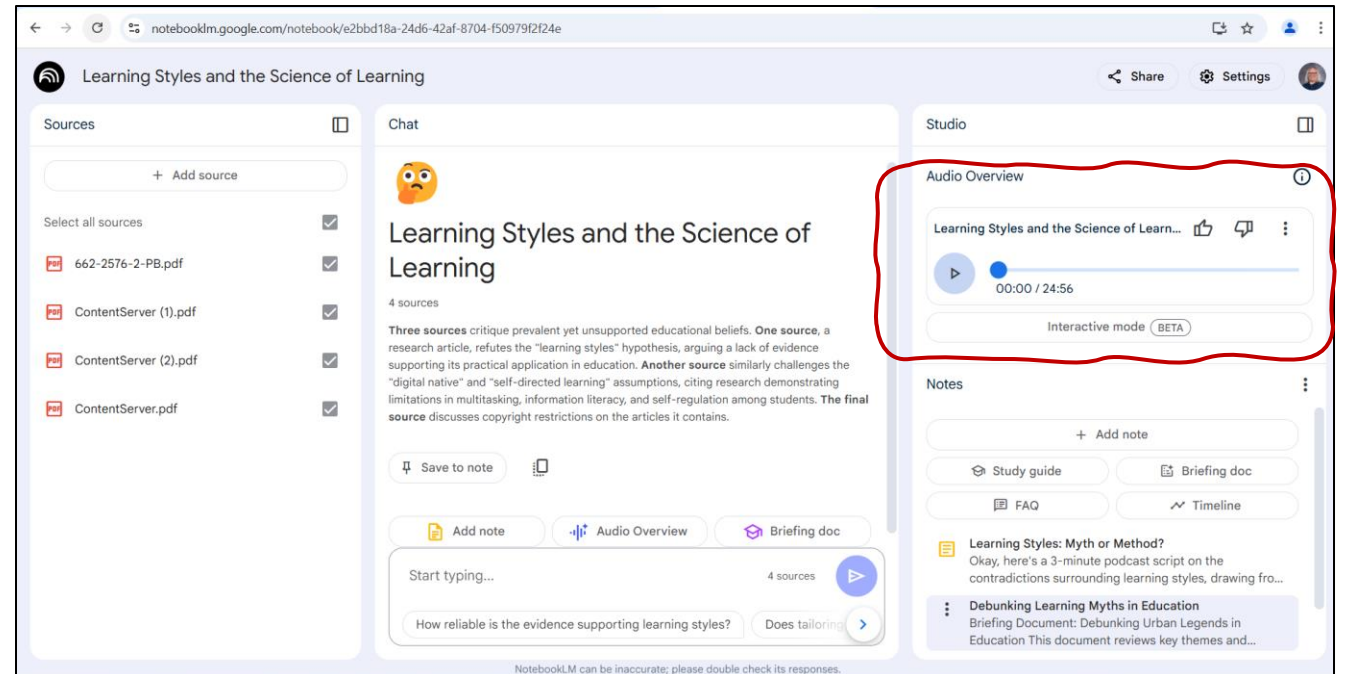 notebooklm.google.com/notebook/e2bbd18a-24d6-42af-8704-f50979f2f24e
Learning Styles and the Science of Learning
Share
Settings
Sources
+ Add source
Select all sources
PDF 662-2576-2-PB.pdf
PDF ContentServer (1).pdf
PDF ContentServer (2).pdf
PDF ContentServer.pdf
Chat
Learning Styles and the Science of
Learning
4 sources
Three sources critique prevalent yet unsupported educational beliefs. One source, a
research article, refutes the "learning styles" hypothesis, arguing a lack of evidence
supporting its practical application in education. Another source similarly challenges the
"digital native" and "self-directed learning" assumptions, citing research demonstrating
limitations in multitasking, information literacy, and self-regulation among students. The final
source discusses copyright restrictions on the articles it contains.
Save to note
Add note
Audio Overview
Briefing doc
Start typing...
4 sources
How reliable is the evidence supporting learning styles?
Does tailoring
Studio
Audio Overview
Learning Styles and the Science of Learn...
00:00 / 24:56
Interactive mode BETA
Notes
+ Add note
Study guide
Briefing doc
FAQ
Timeline
Learning Styles: Myth or Method?
Okay, here's a 3-minute podcast script on the
contradictions surrounding learning styles, drawing fro...
Debunking Learning Myths in Education
Briefing Document: Debunking Urban Legends in
Education This document reviews key themes and...
NotebookLM can be inaccurate; please double check its responses.